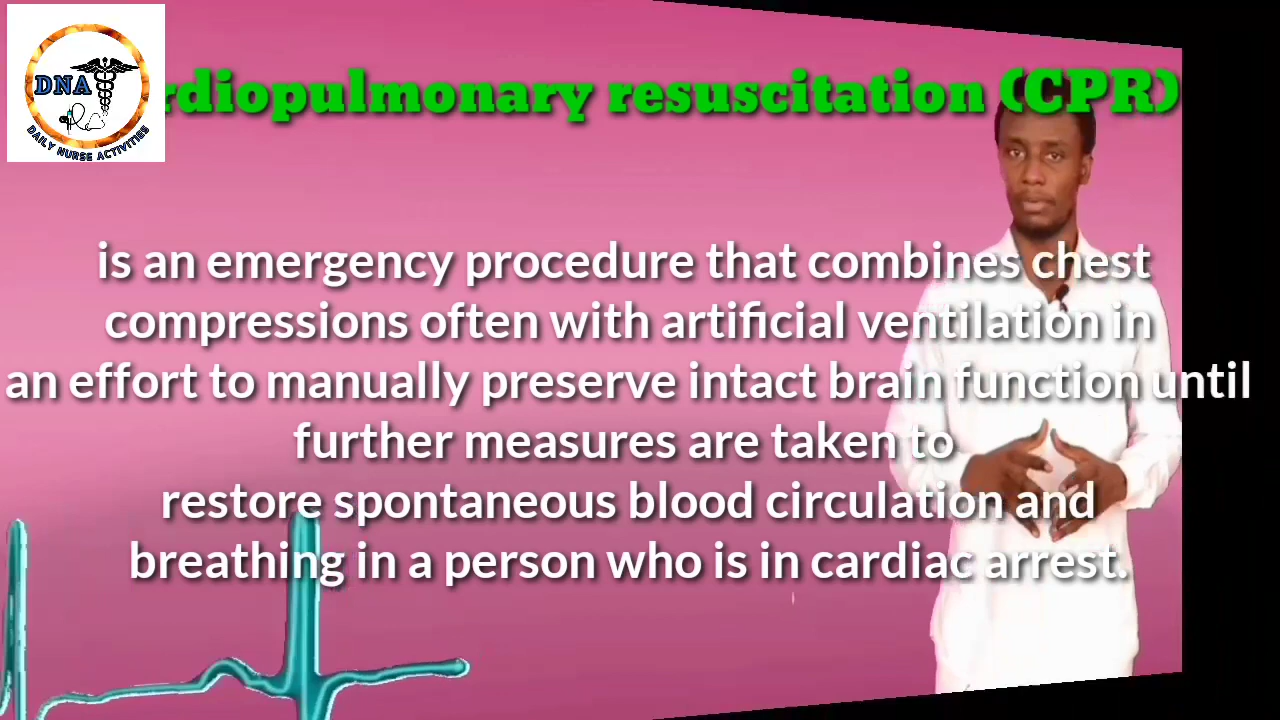 DNA
DAILY NURSE ACTIVITIES
rdiopulmonary resuscitation (CPR)
is an emergency procedure that combines chest
compressions often with artificial ventilation in
an effort to manually preserve intact brain function until
further measures are taken to
restore spontaneous blood circulation and
breathing in a person who is in cardiac arrest.